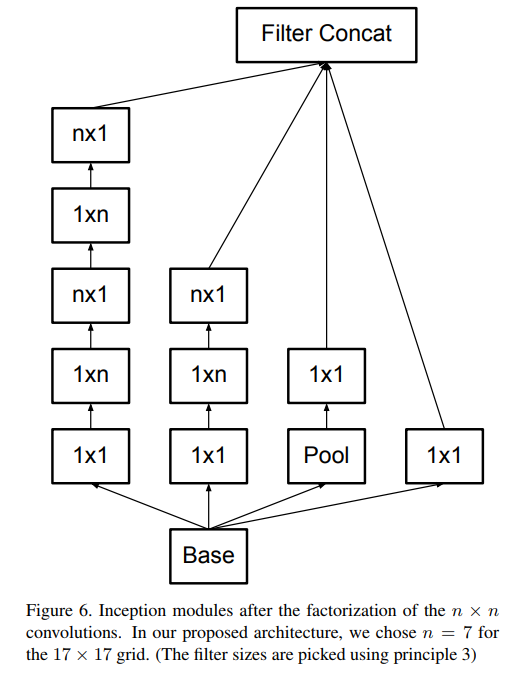 Filter Concat
nx1
1xn
nx1
nx1
1xn
1xn
1x1
1x1
1x1
Pool
1x1
Base
Figure 6. Inception modules after the factorization of the n × n
convolutions. In our proposed architecture, we chose n = 7 for
the 17 × 17 grid. (The filter sizes are picked using principle 3)